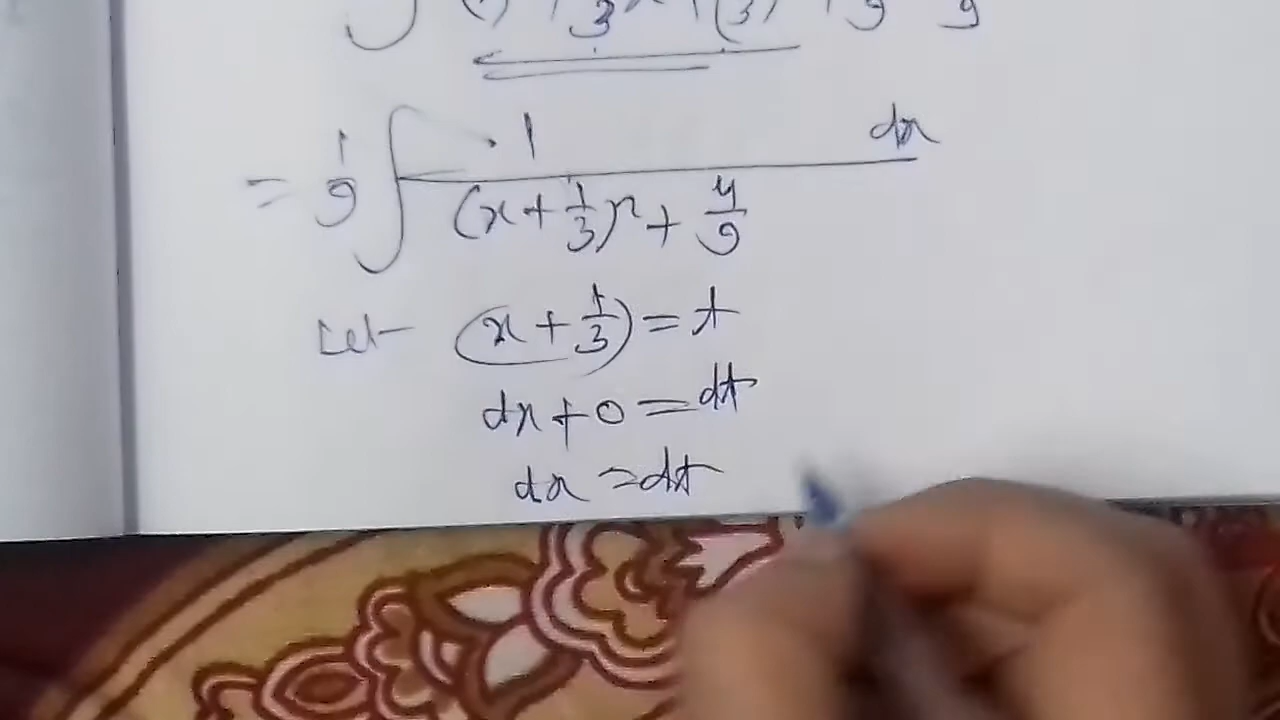 = 1/9 ∫ 1/((x + 1/3)² + 4/9) dx
Let (x + 1/3) = t
dx + 0 = dt
dx = dt